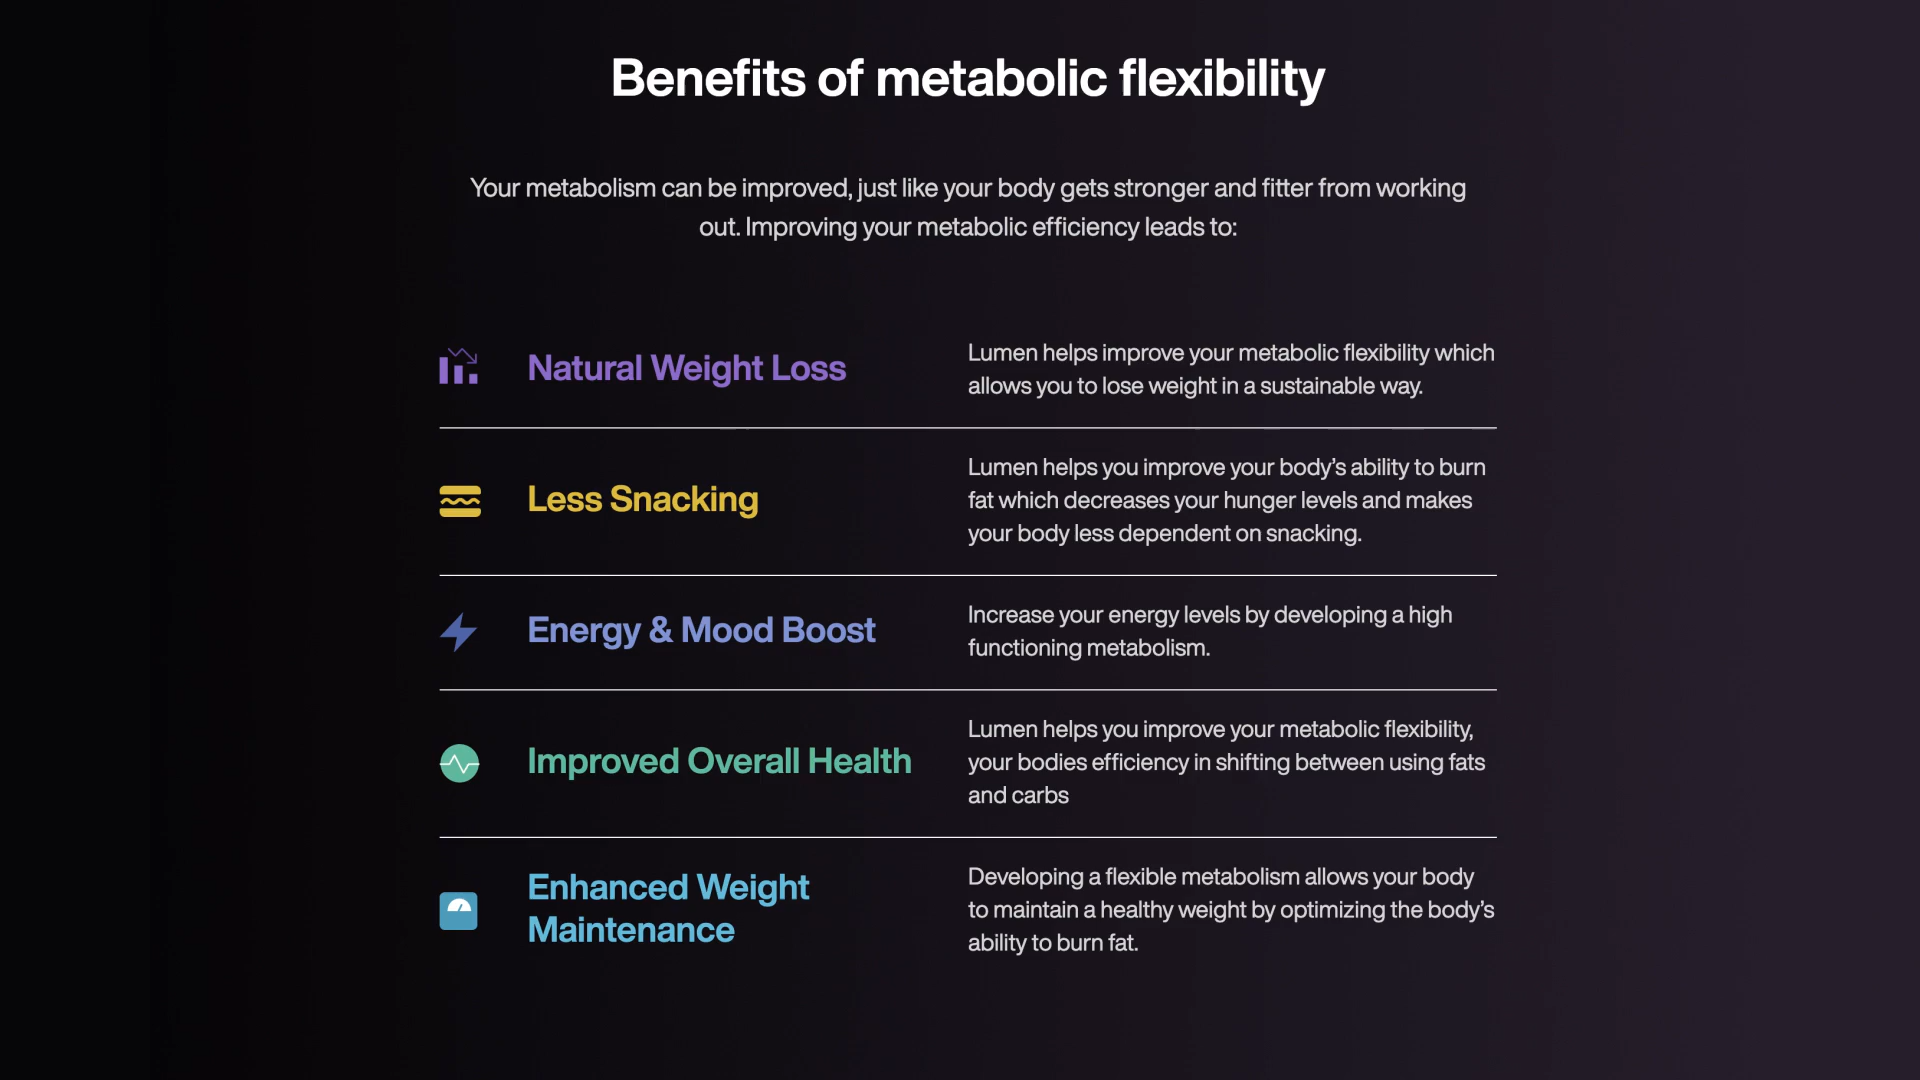 Benefits of metabolic flexibility
Your metabolism can be improved, just like your body gets stronger and fitter from working
out. Improving your metabolic efficiency leads to:
Natural Weight Loss
Lumen helps improve your metabolic flexibility which
allows you to lose weight in a sustainable way.
Less Snacking
Lumen helps you improve your body’s ability to burn
fat which decreases your hunger levels and makes
your body less dependent on snacking.
Energy & Mood Boost
Increase your energy levels by developing a high
functioning metabolism.
Improved Overall Health
Lumen helps you improve your metabolic flexibility,
your bodies efficiency in shifting between using fats
and carbs
Enhanced Weight
Maintenance
Developing a flexible metabolism allows your body
to maintain a healthy weight by optimizing the body’s
ability to burn fat.